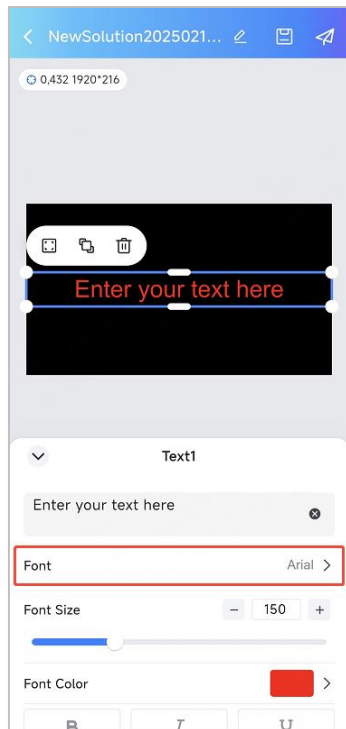 NewSolution2025021...
0,432 1920*216
Enter your text here
Text1
Enter your text here
Font Arial
Font Size - 150 +
Font Color
B I U